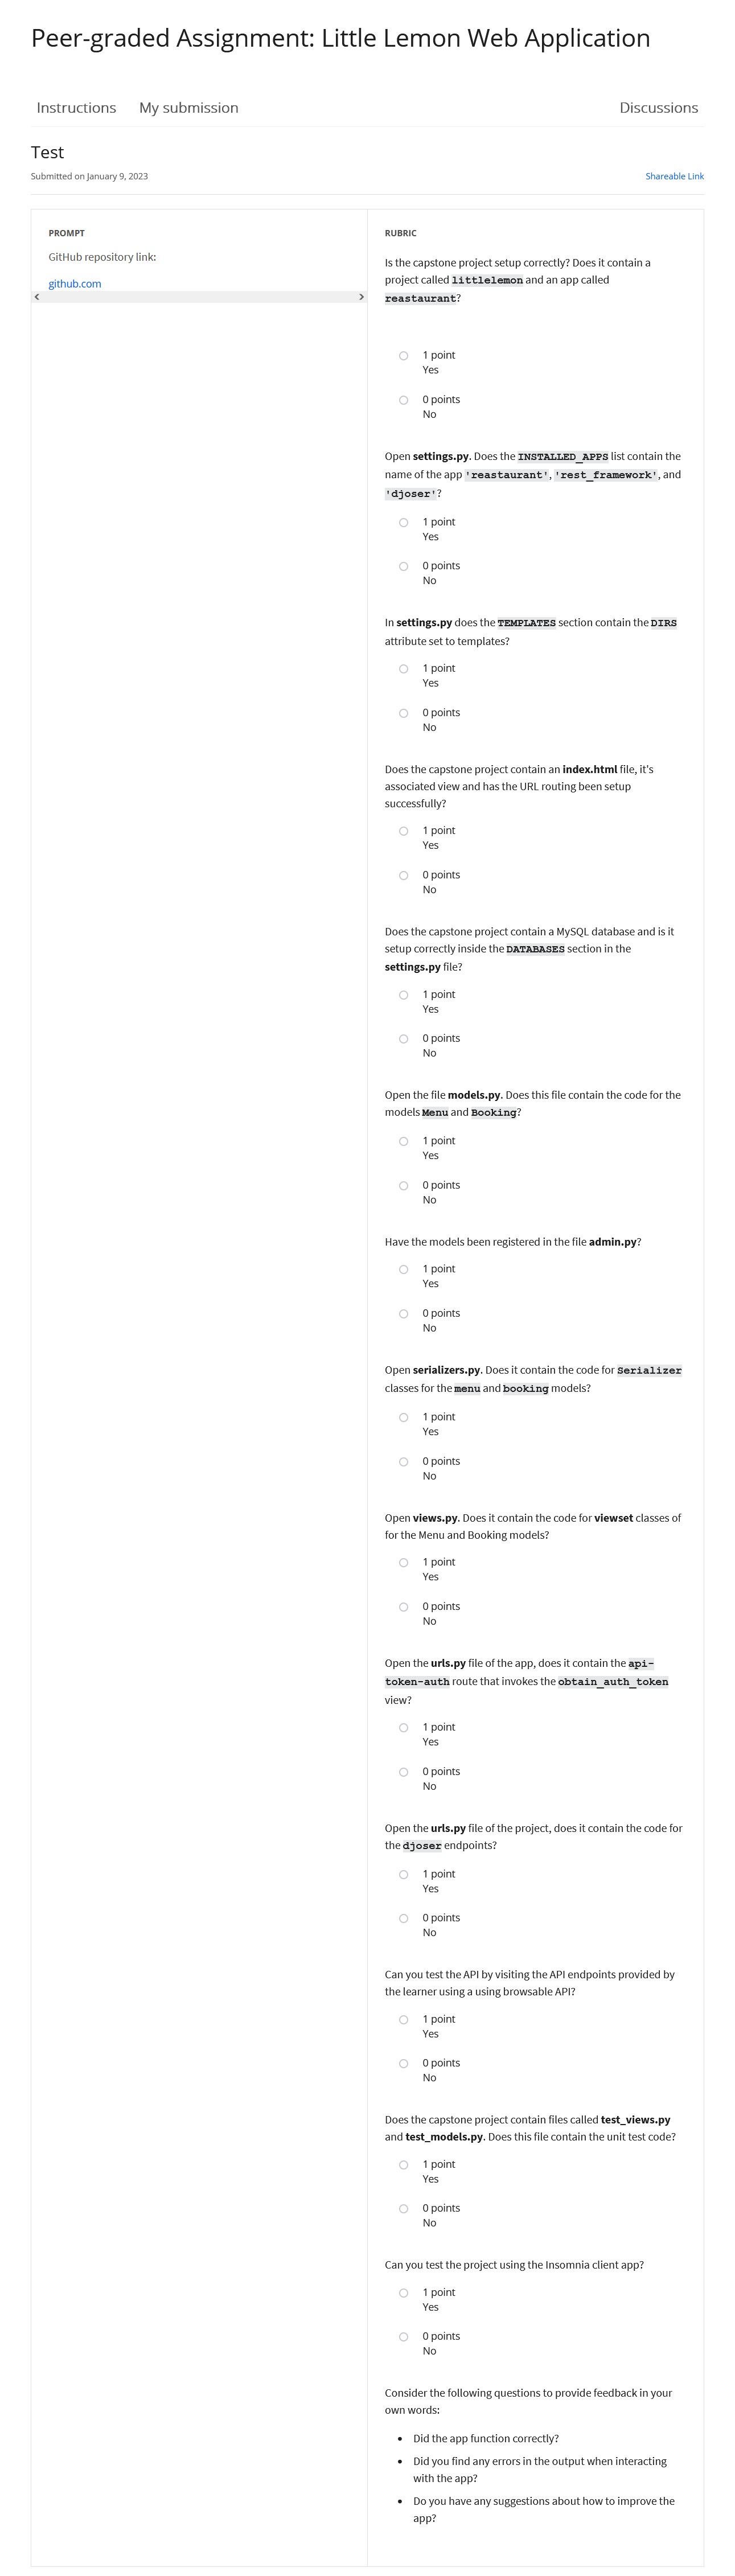 Peer-graded Assignment: Little Lemon Web Application
Instructions My submission Discussions
Test
Submitted on January 9, 2023 Shareable Link
PROMPT
GitHub repository link:
github.com
RUBRIC
Is the capstone project setup correctly? Does it contain a
project called littlelemon and an app called
reastaurant?
1 point
Yes
0 points
No
Open settings.py. Does the INSTALLED_APPS list contain the
name of the app 'reastaurant', 'rest_framework', and
'djoser'?
1 point
Yes
0 points
No
In settings.py does the TEMPLATES section contain the DIRS
attribute set to templates?
1 point
Yes
0 points
No
Does the capstone project contain an index.html file, it's
associated view and has the URL routing been setup
successfully?
1 point
Yes
0 points
No
Does the capstone project contain a MySQL database and is it
setup correctly inside the DATABASES section in the
settings.py file?
1 point
Yes
0 points
No
Open the file models.py. Does this file contain the code for the
models Menu and Booking?
1 point
Yes
0 points
No
Have the models been registered in the file admin.py?
1 point
Yes
0 points
No
Open serializers.py. Does it contain the code for Serializer
classes for the menu and booking models?
1 point
Yes
0 points
No
Open views.py. Does it contain the code for viewset classes of
for the Menu and Booking models?
1 point
Yes
0 points
No
Open the urls.py file of the app, does it contain the api-
token-auth route that invokes the obtain_auth_token
view?
1 point
Yes
0 points
No
Open the urls.py file of the project, does it contain the code for
the djoser endpoints?
1 point
Yes
0 points
No
Can you test the API by visiting the API endpoints provided by
the learner using a using browsable API?
1 point
Yes
0 points
No
Does the capstone project contain files called test_views.py
and test_models.py. Does this file contain the unit test code?
1 point
Yes
0 points
No
Can you test the project using the Insomnia client app?
1 point
Yes
0 points
No
Consider the following questions to provide feedback in your
own words:
• Did the app function correctly?
• Did you find any errors in the output when interacting
with the app?
• Do you have any suggestions about how to improve the
app?